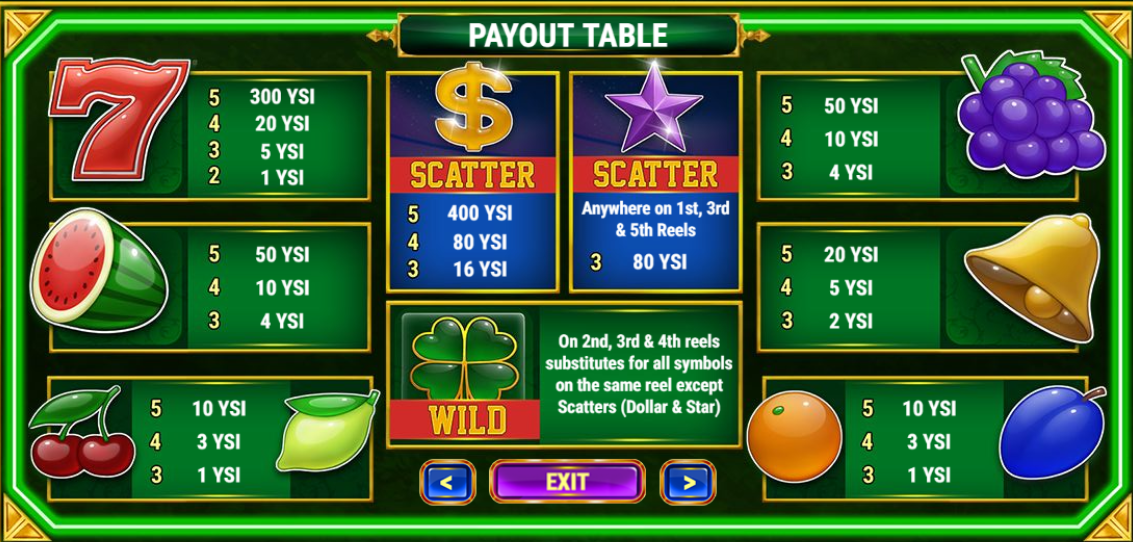 PAYOUT TABLE
7
5 300 YSI
4 20 YSI
3 5 YSI
2 1 YSI
$
SCATTER
5 400 YSI
4 80 YSI
3 16 YSI
SCATTER
Anywhere on 1st, 3rd
& 5th Reels
3 80 YSI
5 50 YSI
4 10 YSI
3 4 YSI
5 50 YSI
4 10 YSI
3 4 YSI
5 20 YSI
4 5 YSI
3 2 YSI
WILD
On 2nd, 3rd & 4th reels
substitutes for all symbols
on the same reel except
Scatters (Dollar & Star)
5 10 YSI
4 3 YSI
3 1 YSI
5 10 YSI
4 3 YSI
3 1 YSI
< EXIT >